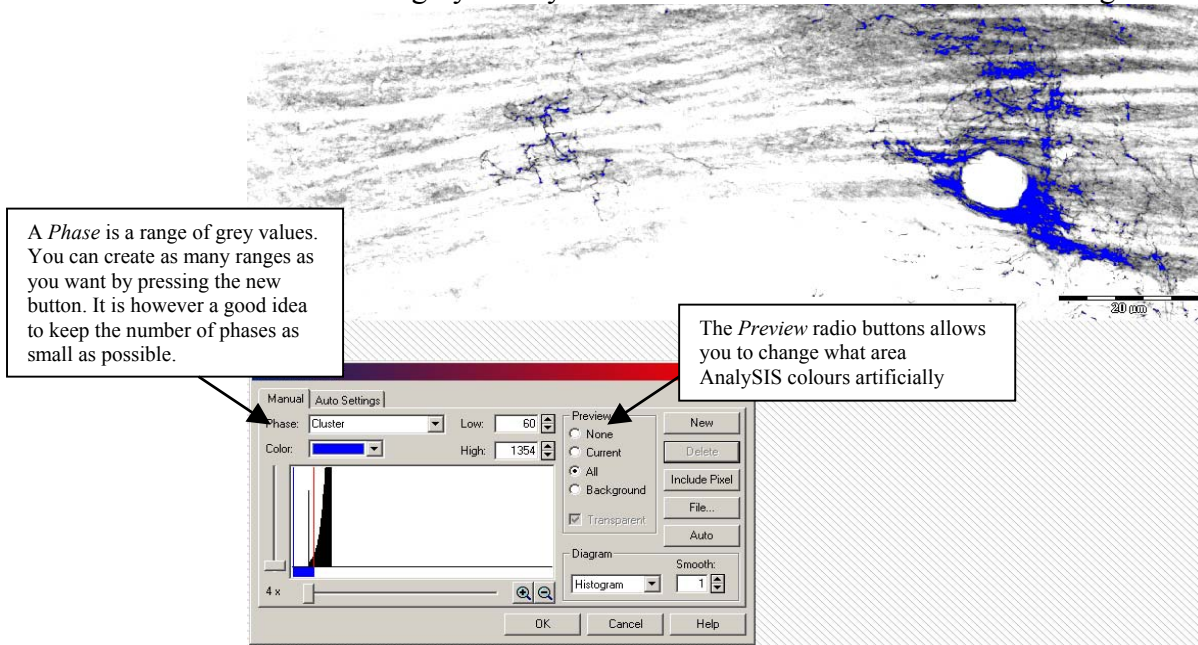 20 µm
A Phase is a range of grey values.
You can create as many ranges as
you want by pressing the new
button. It is however a good idea
to keep the number of phases as
small as possible.
The Preview radio buttons allows
you to change what area
AnalySIS colours artificially
Manual Auto Settings
Phase: Cluster Low: 60 Preview New
None
Color: High: 1354 Current Delete
All Include Pixel
Background File...
Transparent Auto
Diagram
Smooth:
Histogram 1
4 x
OK Cancel Help